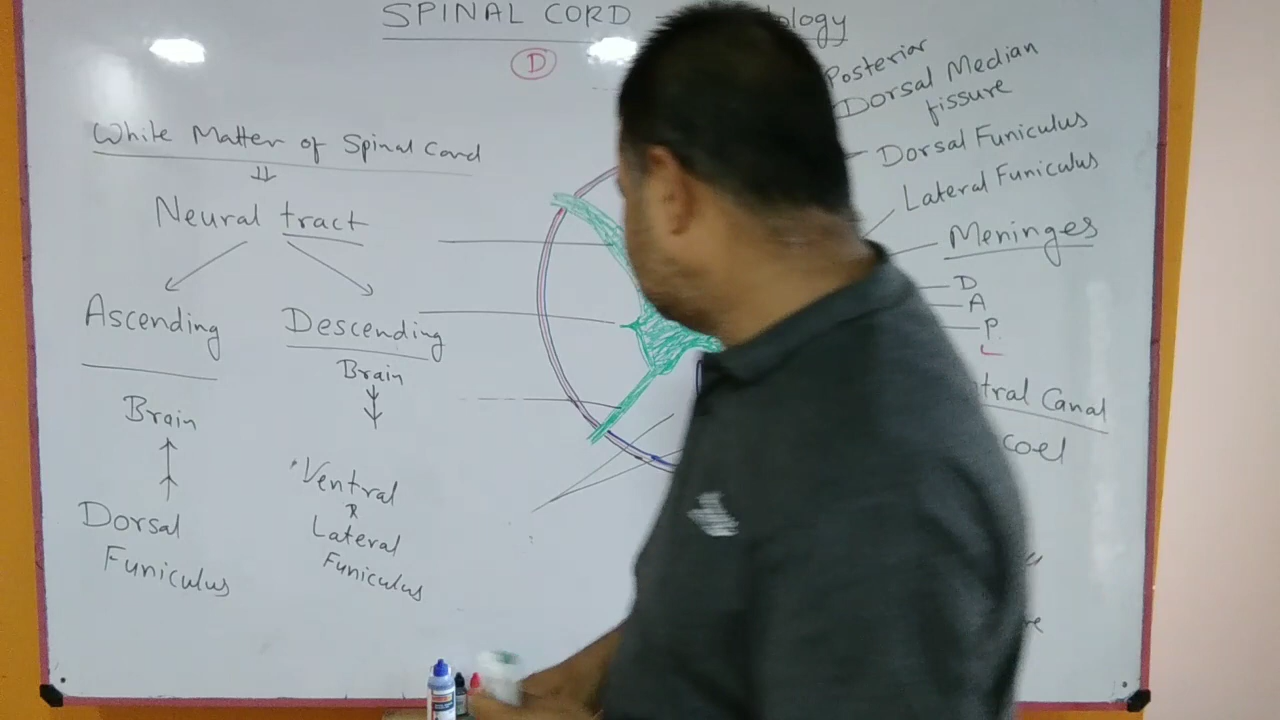 SPINAL CORD
D
White Matter of Spinal Cord
Neural tract
Ascending
Descending
Brain
Brain
Dorsal
Funiculus
Ventral
&
Lateral
Funiculus
Posterior
Dorsal Median
fissure
Dorsal Funiculus
Lateral Funiculus
Meninges
D
A
P
Canal
coel